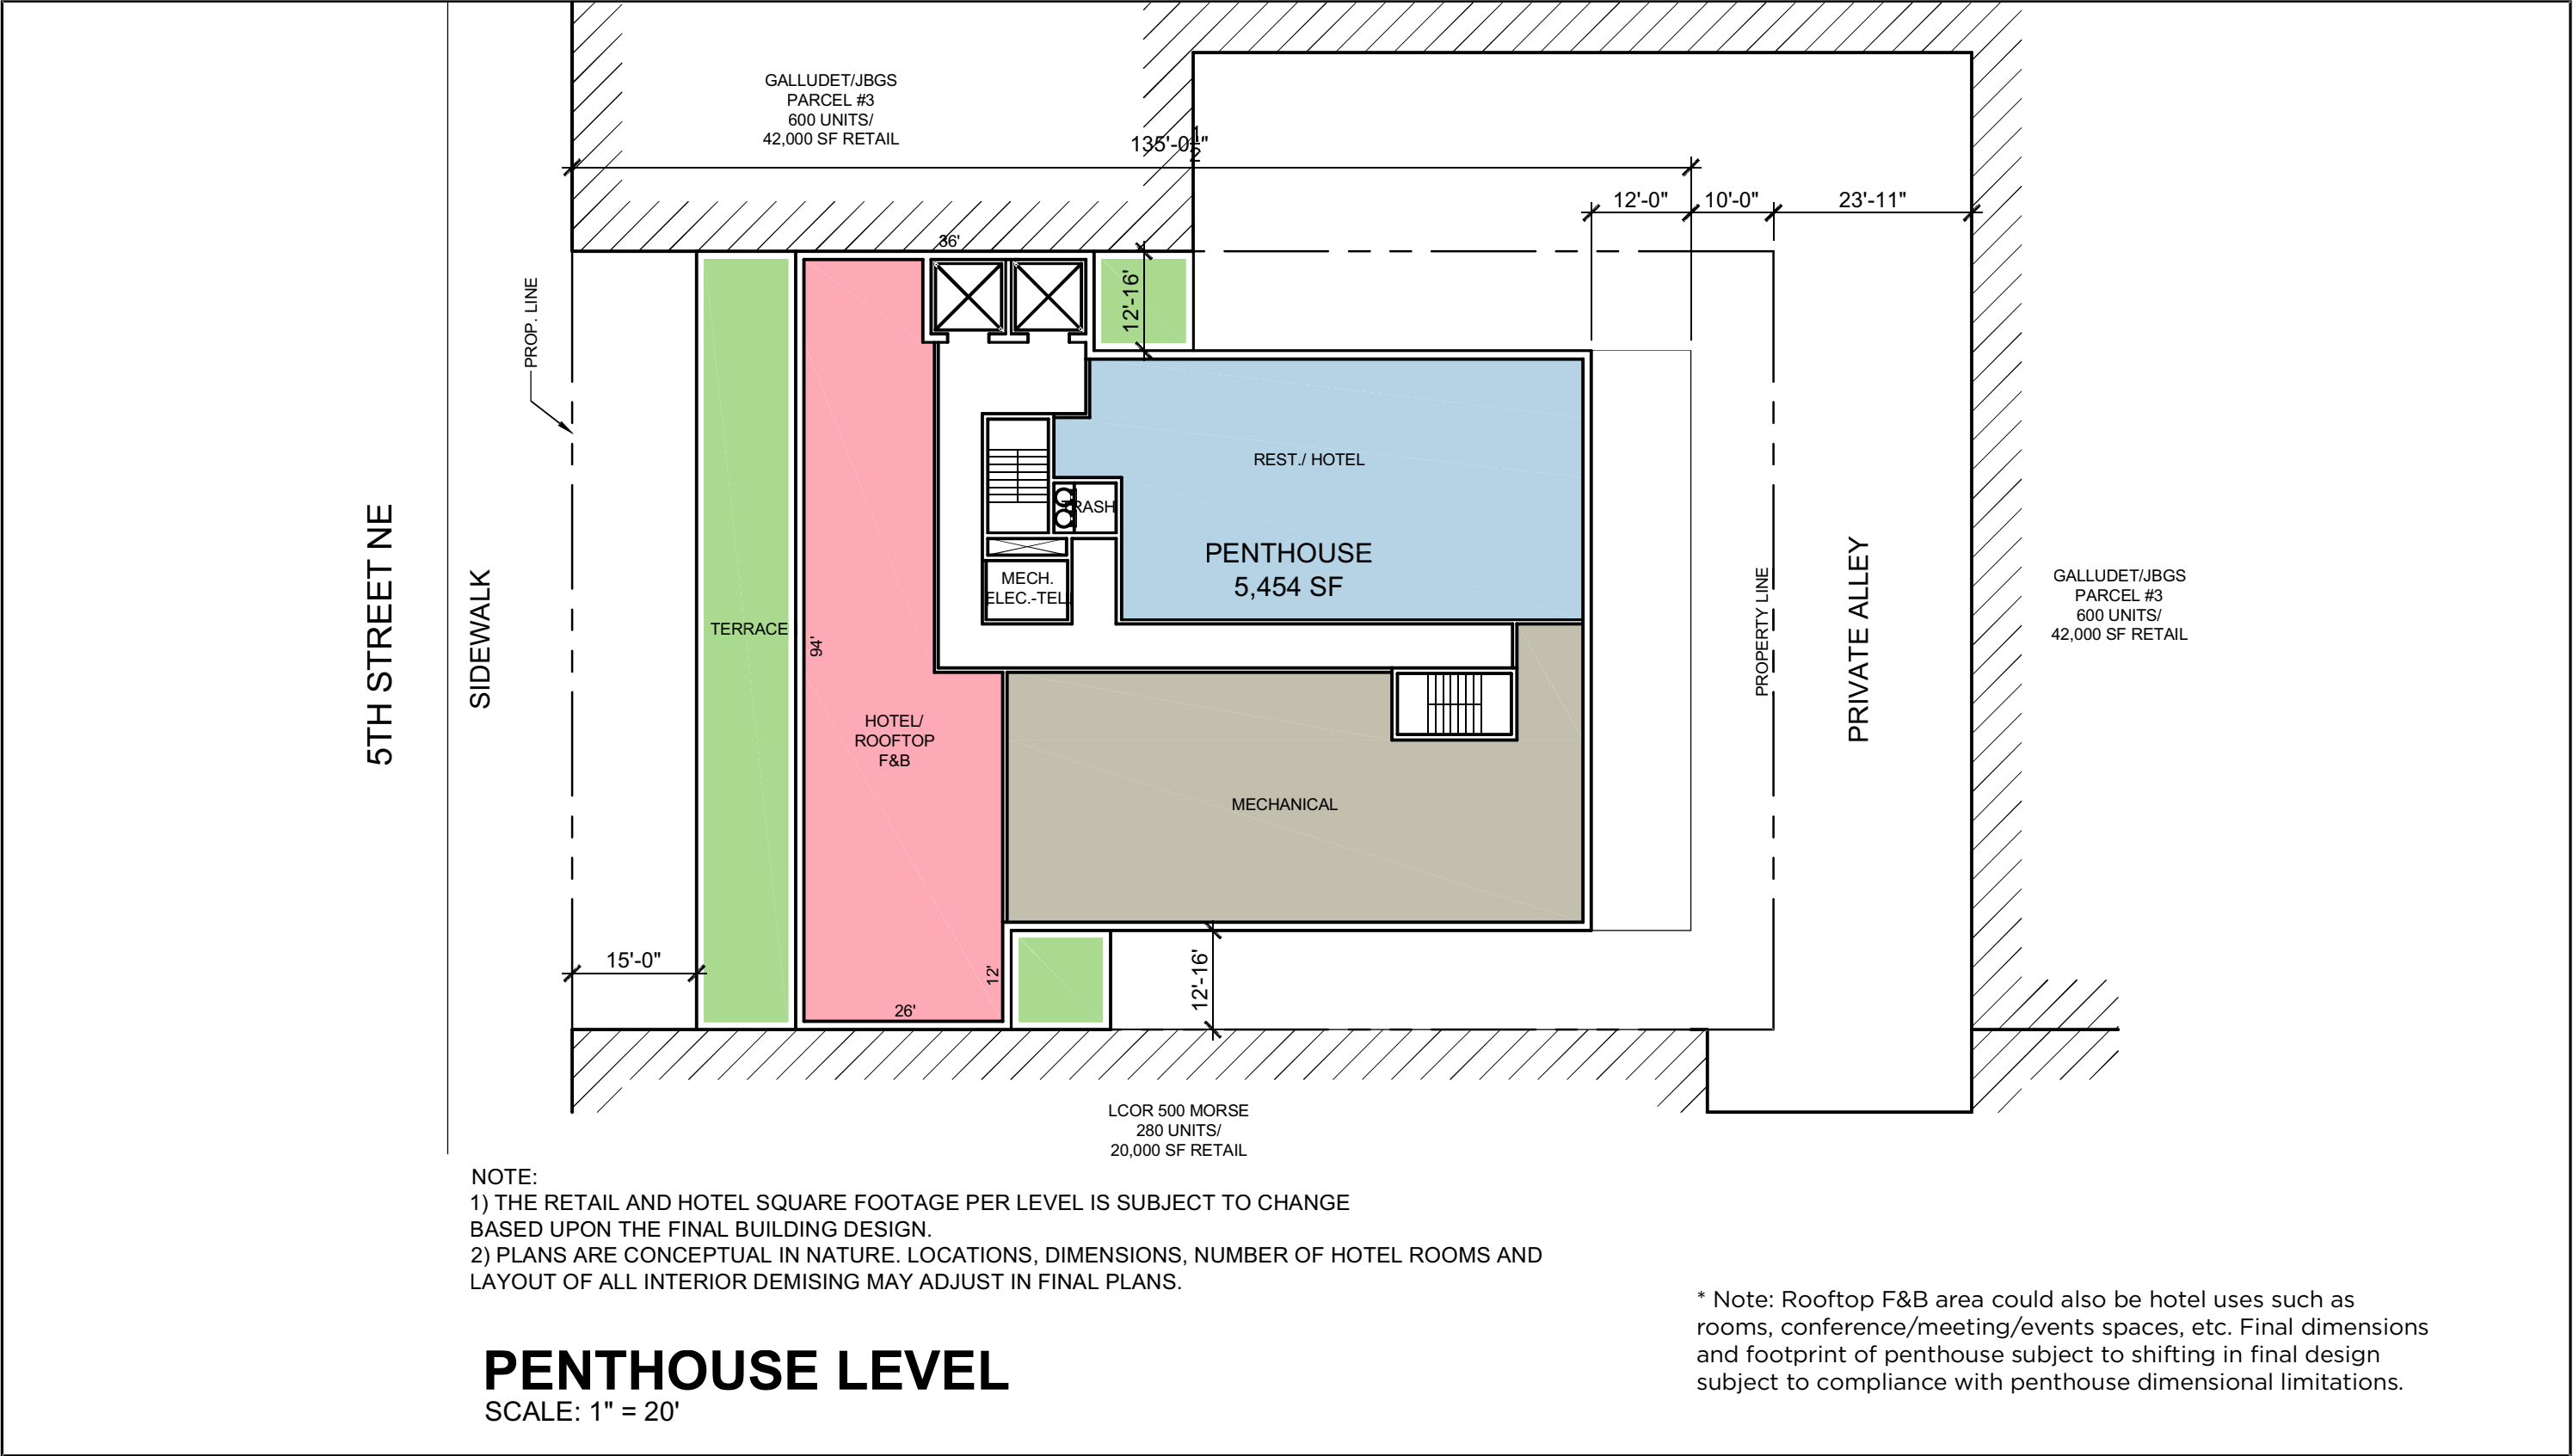 GALLUDET/JBGS
PARCEL #3
600 UNITS/
42,000 SF RETAIL
135'-0 1/2"
12'-0"
10'-0"
23'-11"
36'
12'-16'
PROP. LINE
REST./ HOTEL
TRASH
PENTHOUSE
5,454 SF
MECH.
ELEC.-TEL.
5TH STREET NE
SIDEWALK
TERRACE
94'
HOTEL/
ROOFTOP
F&B
MECHANICAL
PROPERTY LINE
PRIVATE ALLEY
GALLUDET/JBGS
PARCEL #3
600 UNITS/
42,000 SF RETAIL
15'-0"
12'
26'
12'-16'
LCOR 500 MORSE
280 UNITS/
20,000 SF RETAIL
NOTE:
1) THE RETAIL AND HOTEL SQUARE FOOTAGE PER LEVEL IS SUBJECT TO CHANGE
BASED UPON THE FINAL BUILDING DESIGN.
2) PLANS ARE CONCEPTUAL IN NATURE. LOCATIONS, DIMENSIONS, NUMBER OF HOTEL ROOMS AND
LAYOUT OF ALL INTERIOR DEMISING MAY ADJUST IN FINAL PLANS.
* Note: Rooftop F&B area could also be hotel uses such as
rooms, conference/meeting/events spaces, etc. Final dimensions
and footprint of penthouse subject to shifting in final design
subject to compliance with penthouse dimensional limitations.
PENTHOUSE LEVEL
SCALE: 1" = 20'